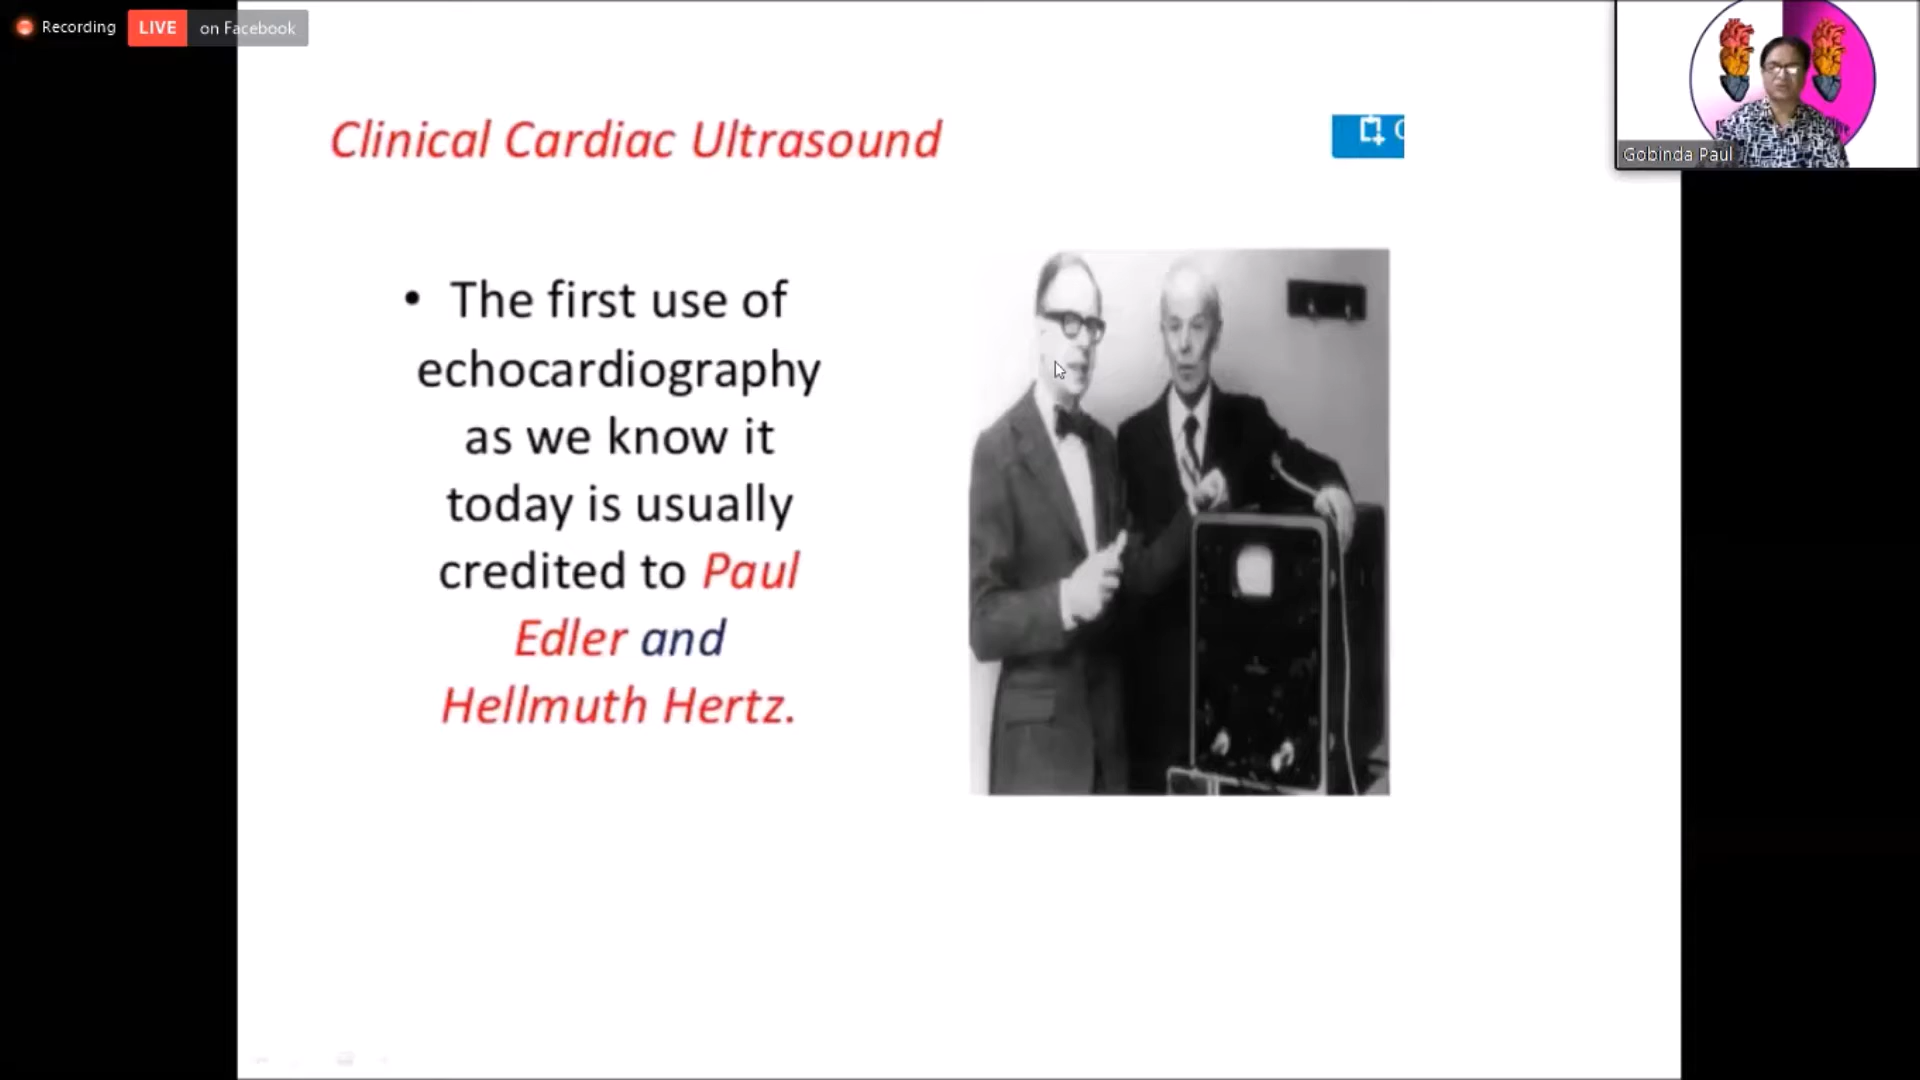 Recording
LIVE on Facebook
Clinical Cardiac Ultrasound
Gobinda Paul
• The first use of
echocardiography
as we know it
today is usually
credited to Paul
Edler and
Hellmuth Hertz.